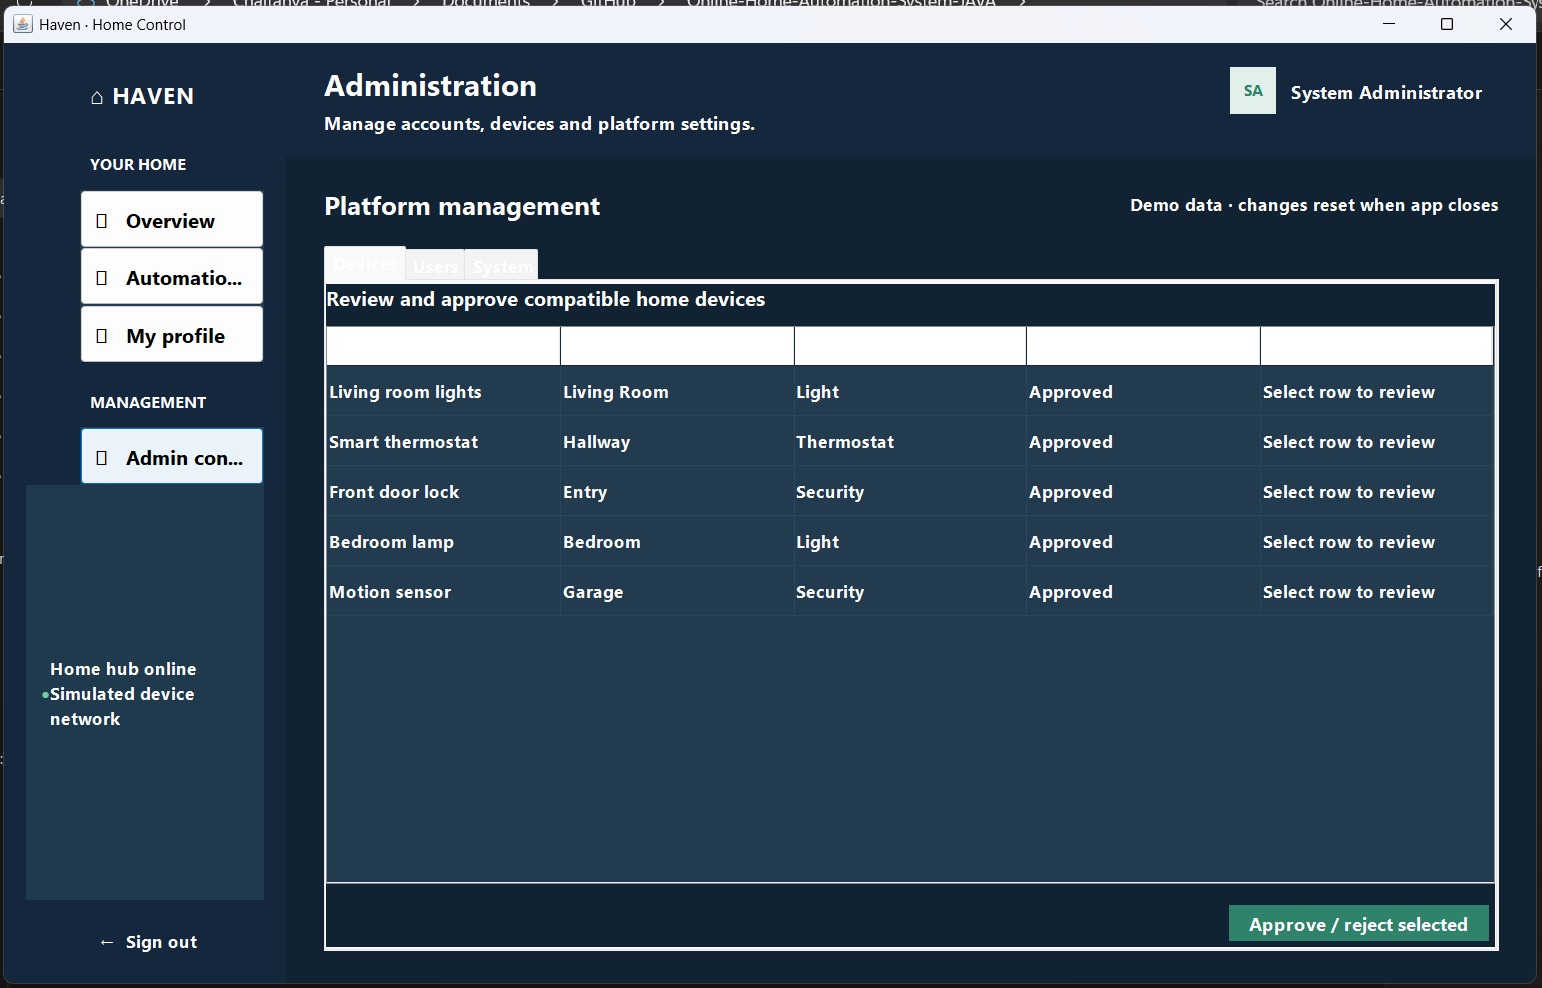 Haven · Home Control
⌂ HAVEN
YOUR HOME
Overview
Automatio...
My profile
MANAGEMENT
Admin con...
Home hub online
Simulated device
network
← Sign out
Administration
Manage accounts, devices and platform settings.
SA System Administrator
Platform management
Demo data · changes reset when app closes
Devices Users System
Review and approve compatible home devices
Living room lights Living Room Light Approved Select row to review
Smart thermostat Hallway Thermostat Approved Select row to review
Front door lock Entry Security Approved Select row to review
Bedroom lamp Bedroom Light Approved Select row to review
Motion sensor Garage Security Approved Select row to review
Approve / reject selected